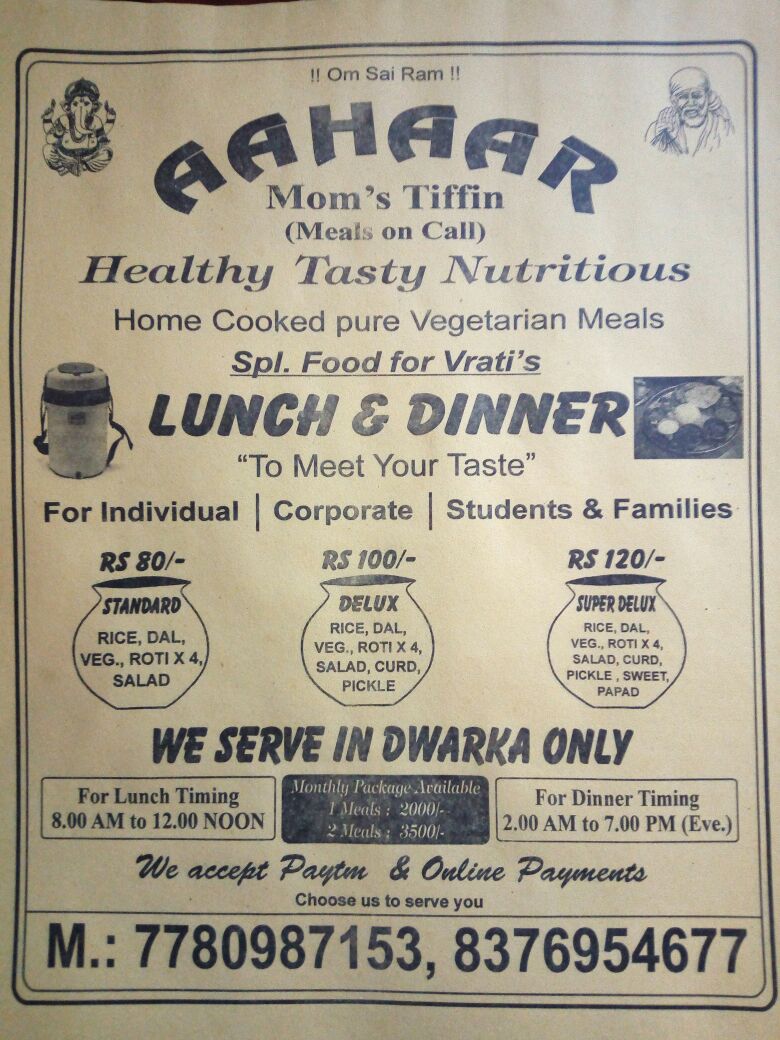 !! Om Sai Ram !!
AAHAAR
Mom's Tiffin
(Meals on Call)
Healthy Tasty Nutritious
Home Cooked pure Vegetarian Meals
Spl. Food for Vrati's
LUNCH & DINNER
"To Meet Your Taste"
For Individual | Corporate | Students & Families
RS 80/-
STANDARD
RICE, DAL,
VEG., ROTI X 4,
SALAD
RS 100/-
DELUX
RICE, DAL,
VEG., ROTI X 4,
SALAD, CURD,
PICKLE
RS 120/-
SUPER DELUX
RICE, DAL,
VEG., ROTI X 4,
SALAD, CURD,
PICKLE , SWEET,
PAPAD
WE SERVE IN DWARKA ONLY
For Lunch Timing
8.00 AM to 12.00 NOON
Monthly Package Available
1 Meals : 2000/-
2 Meals : 3500/-
For Dinner Timing
2.00 AM to 7.00 PM (Eve.)
We accept Paytm & Online Payments
Choose us to serve you
M.: 7780987153, 8376954677